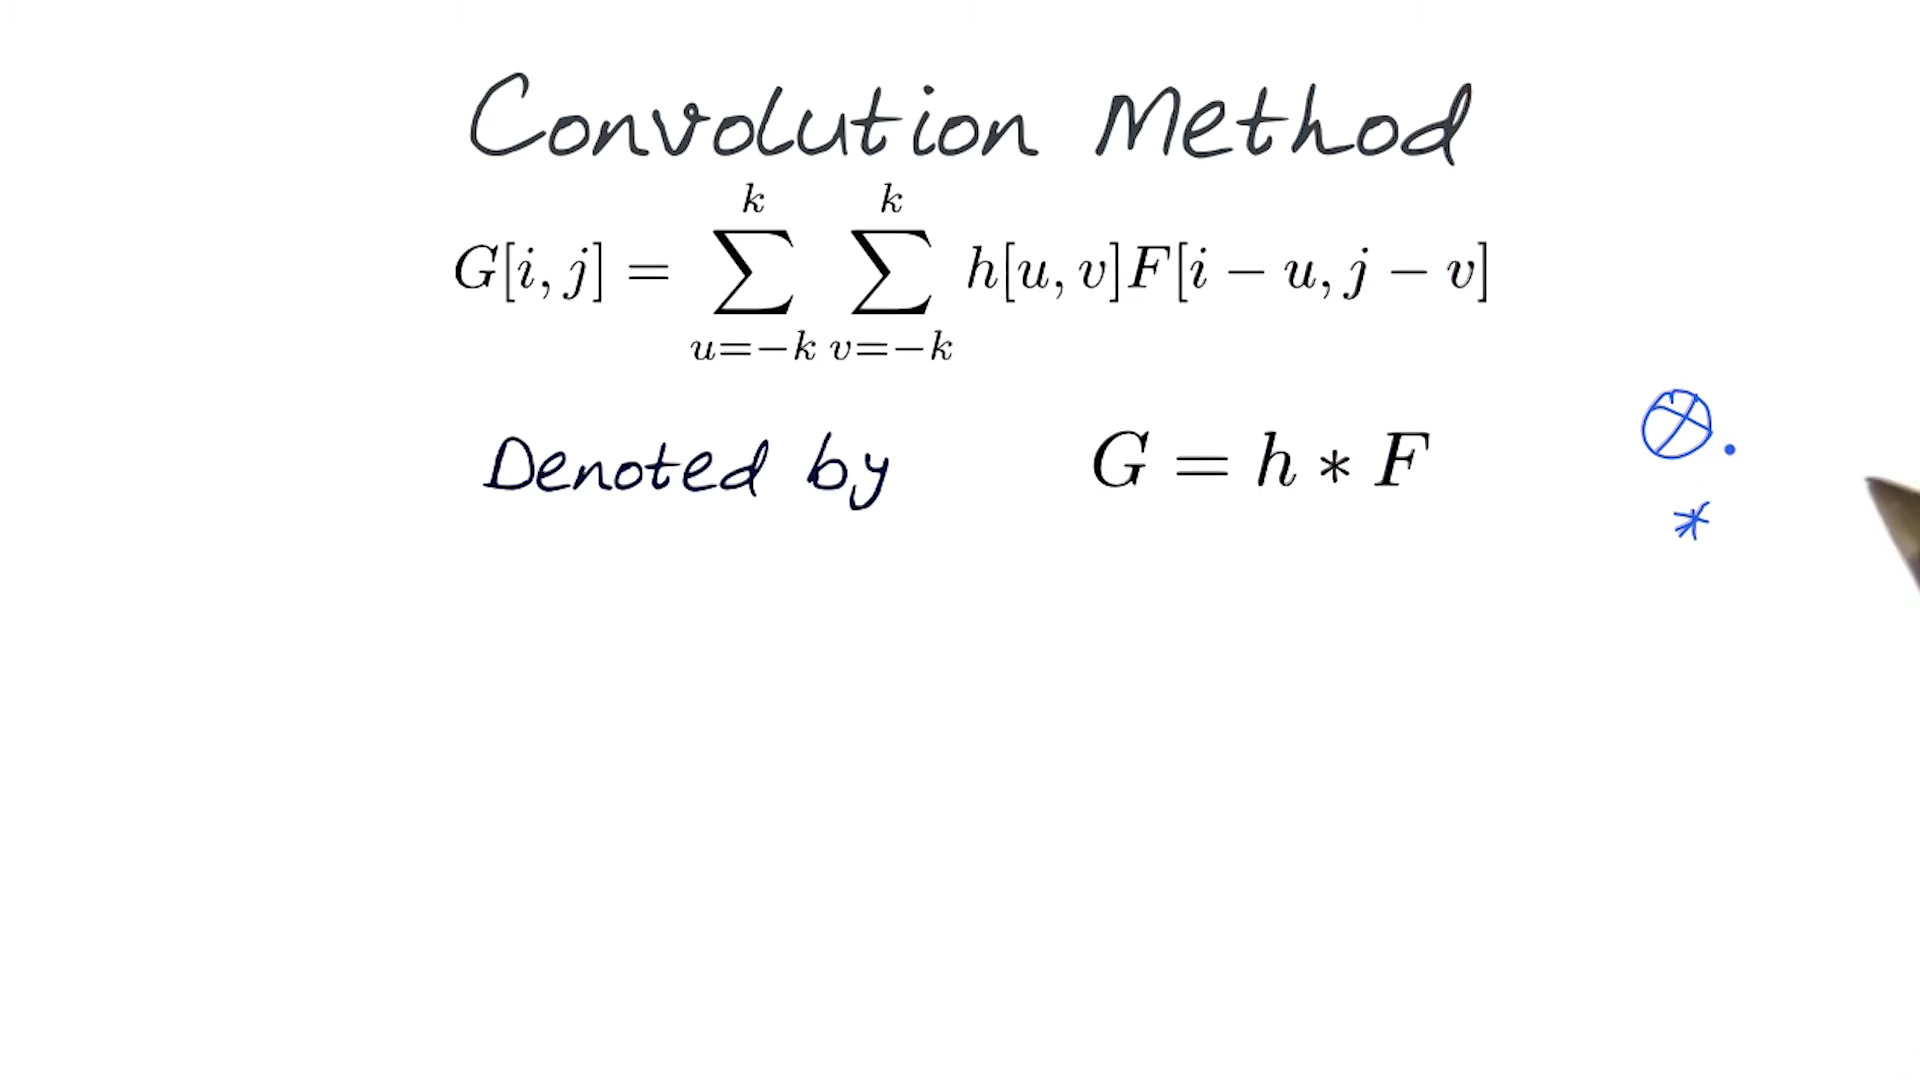 Convolution Method
G[i, j] = \sum_{u=-k}^{k} \sum_{v=-k}^{k} h[u, v]F[i − u, j − v]
Denoted by G = h ∗ F
⊗.
*